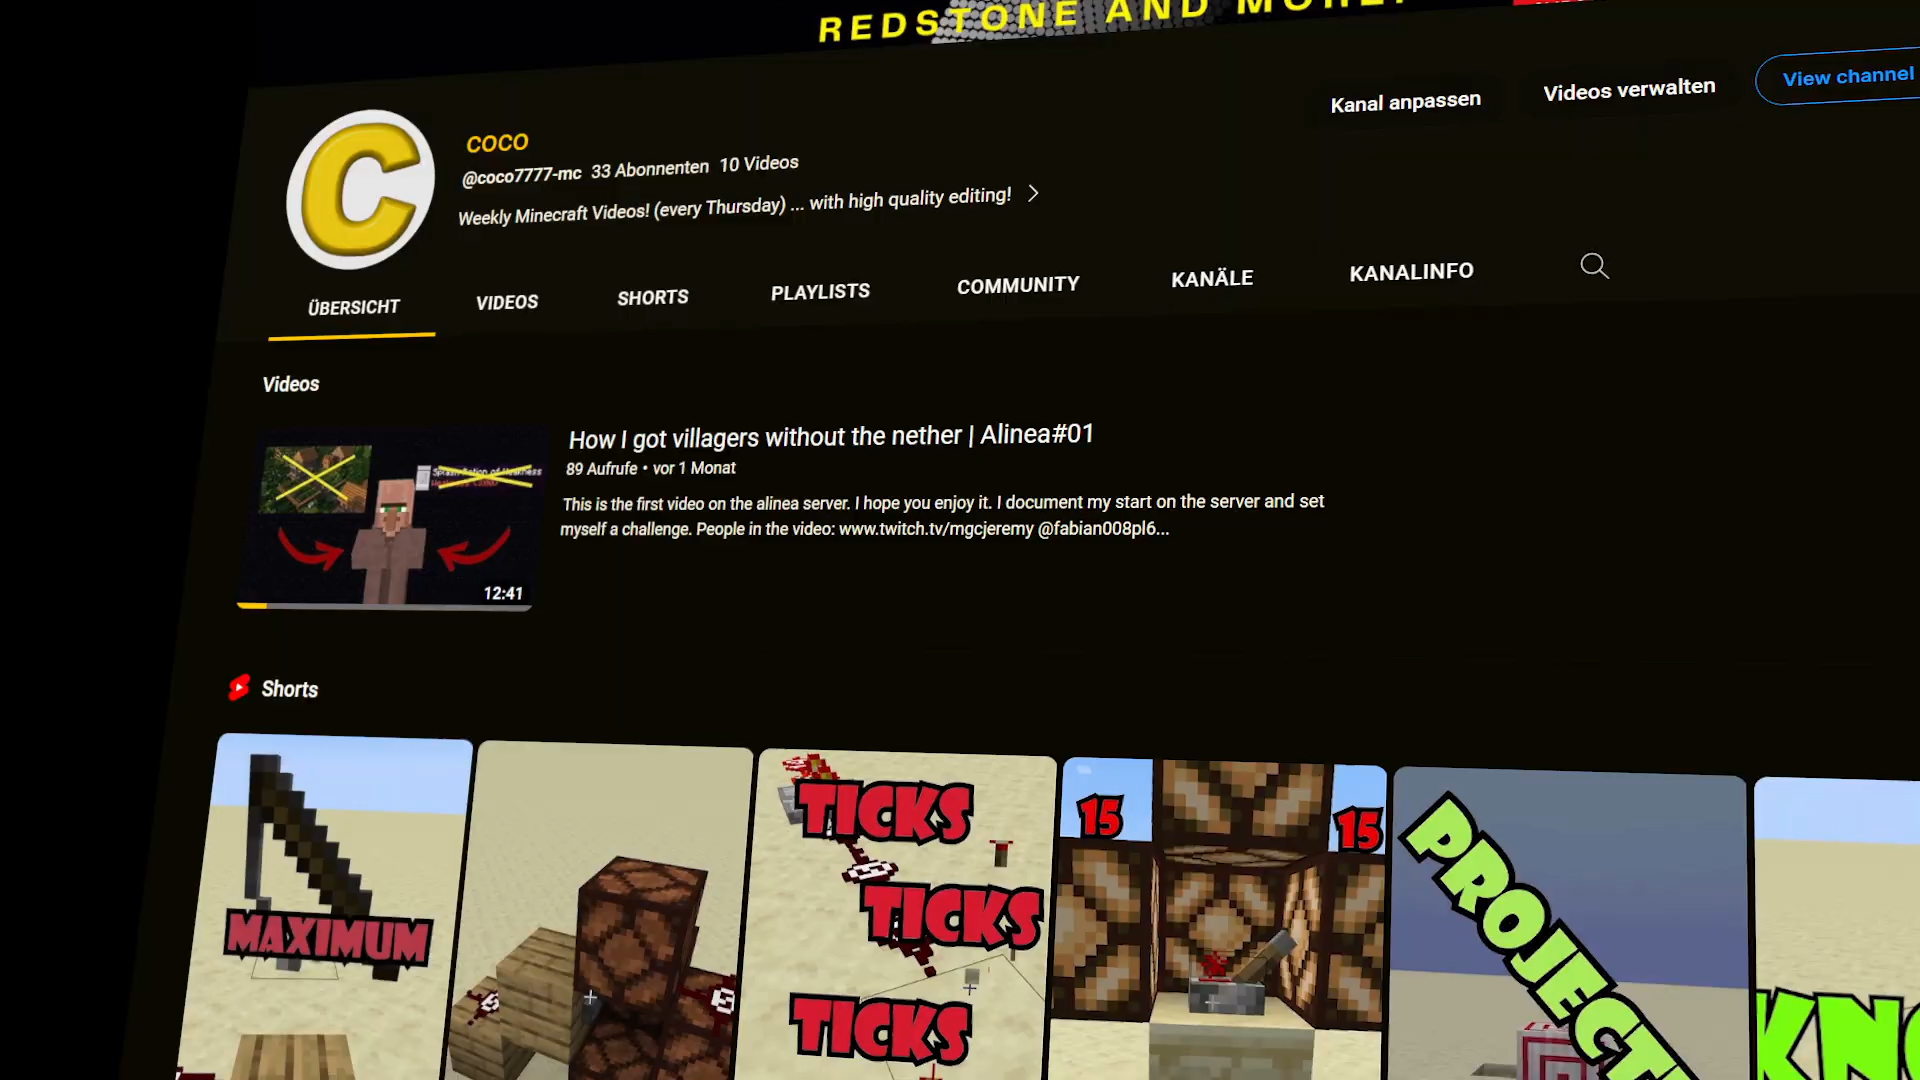 REDSTONE AND MORE!
Kanal anpassen
Videos verwalten
View channel
COCO
@coco7777-mc 33 Abonnenten 10 Videos
Weekly Minecraft Videos! (every Thursday) ... with high quality editing!
ÜBERSICHT
VIDEOS
SHORTS
PLAYLISTS
COMMUNITY
KANÄLE
KANALINFO
Videos
How I got villagers without the nether | Alinea#01
89 Aufrufe • vor 1 Monat
This is the first video on the alinea server. I hope you enjoy it. I document my start on the server and set
myself a challenge. People in the video: www.twitch.tv/mgcjeremy @fabian008pl6...
12:41
Shorts
MAXIMUM
TICKS
TICKS
TICKS
15
15
PROJECT